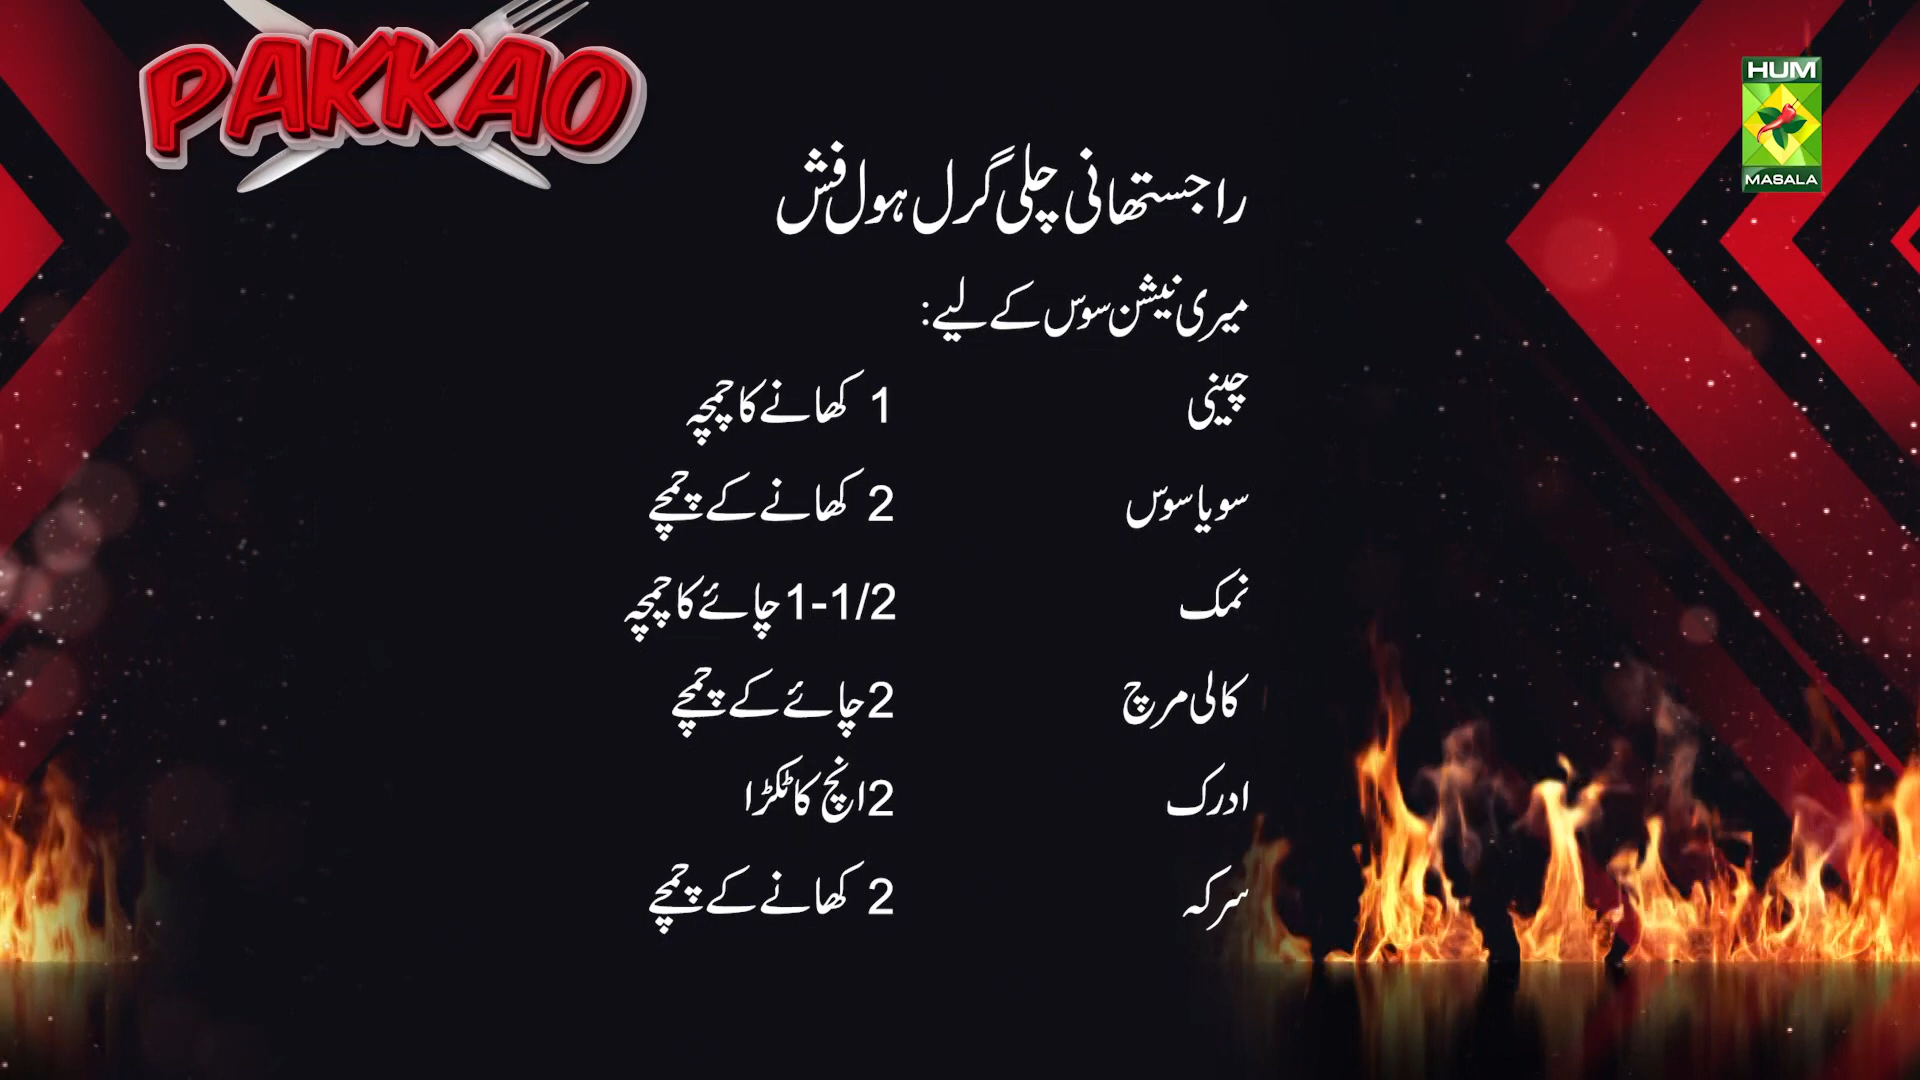 PAKKAO
HUM
MASALA
راجستھانی چلی گرل ہول فش
میری نیشن سوس کے لیے:
چینی 1 کھانے کا چمچہ
سویا سوس 2 کھانے کے چمچے
نمک 1-1/2 چائے کا چمچہ
کالی مرچ 2 چائے کے چمچے
ادرک 2 انچ کا ٹکڑا
سرکہ 2 کھانے کے چمچے